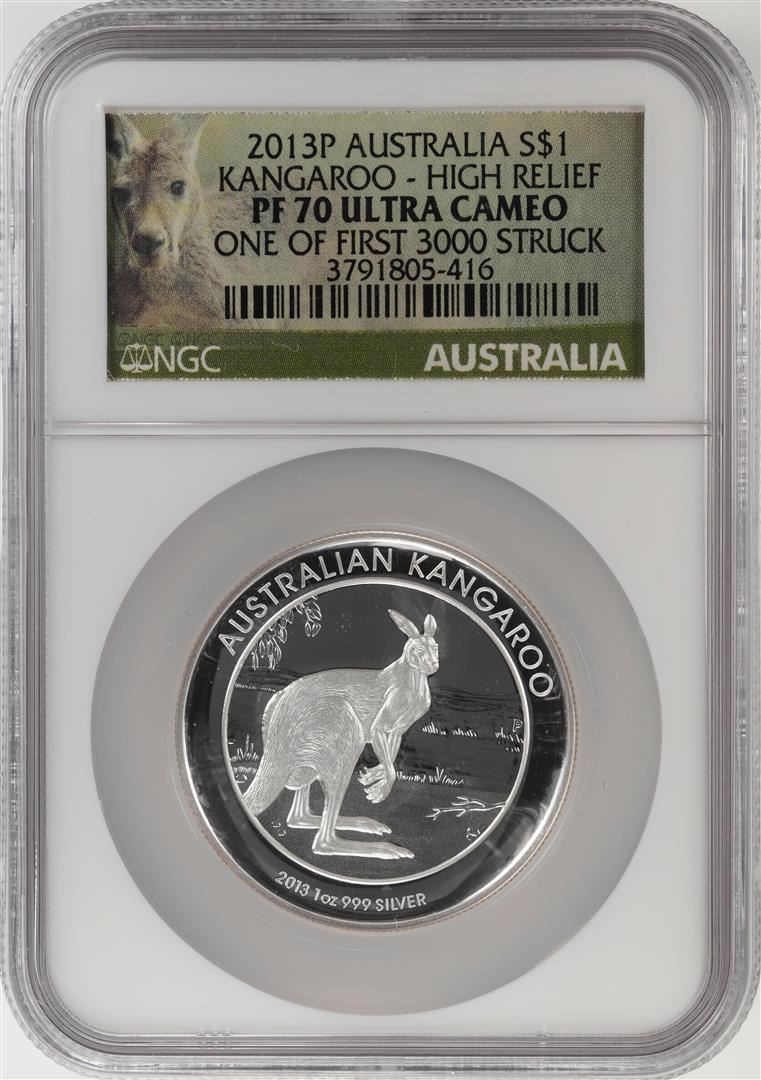 2013P AUSTRALIA S$1
KANGAROO - HIGH RELIEF
PF 70 ULTRA CAMEO
ONE OF FIRST 3000 STRUCK
3791805-416
NGC
AUSTRALIA
AUSTRALIAN KANGAROO
P
2013 1oz 999 SILVER